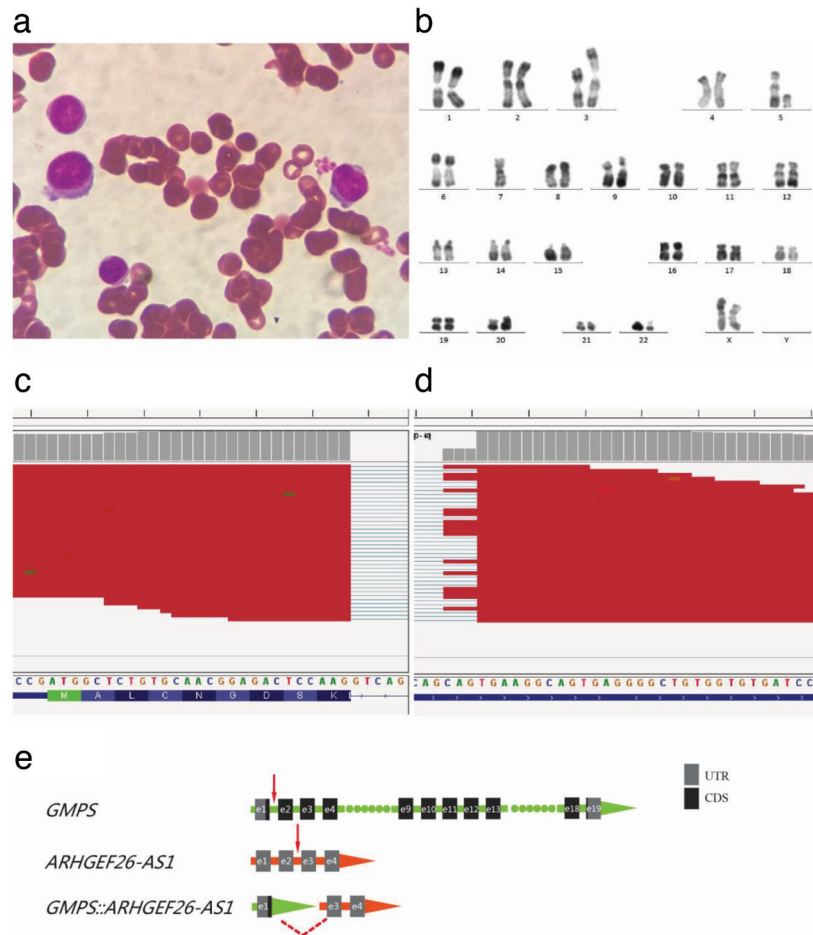 a
b
1 2 3 4 5
6 7 8 9 10 11 12
13 14 15 16 17 18
19 20 21 22 X Y
c
d
CCGATGGCTCTGTGCAACGGAGACTCCAAGGTCAG
M A L C N G D S K
CAGCAGTGAAGGCAGTGAGGGGCTGTGGTGTGATCC
e
GMPS e1 e2 e3 e4 e9 e10 e11 e12 e13 e18 e19
UTR
CDS
ARHGEF26-AS1 e1 e2 e3 e4
GMPS::ARHGEF26-AS1 e1 e3 e4